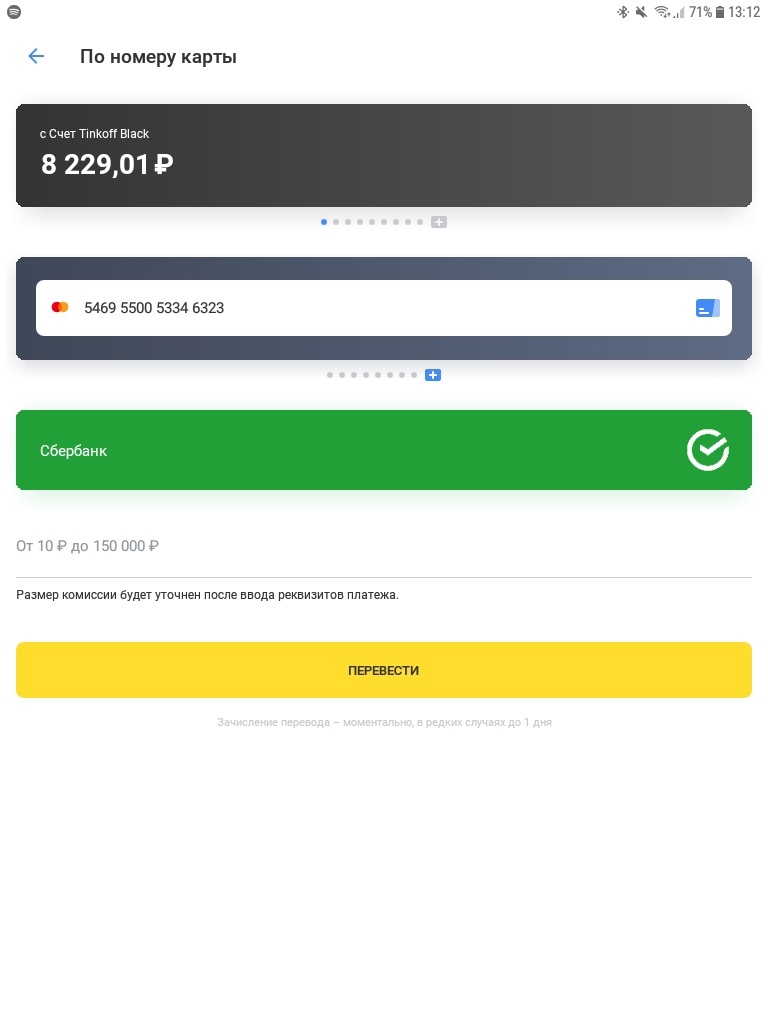 71% 13:12
По номеру карты
с Счет Tinkoff Black
8 229,01 ₽
5469 5500 5334 6323
Сбербанк
От 10 ₽ до 150 000 ₽
Размер комиссии будет уточнен после ввода реквизитов платежа.
ПЕРЕВЕСТИ
Зачисление перевода – моментально, в редких случаях до 1 дня